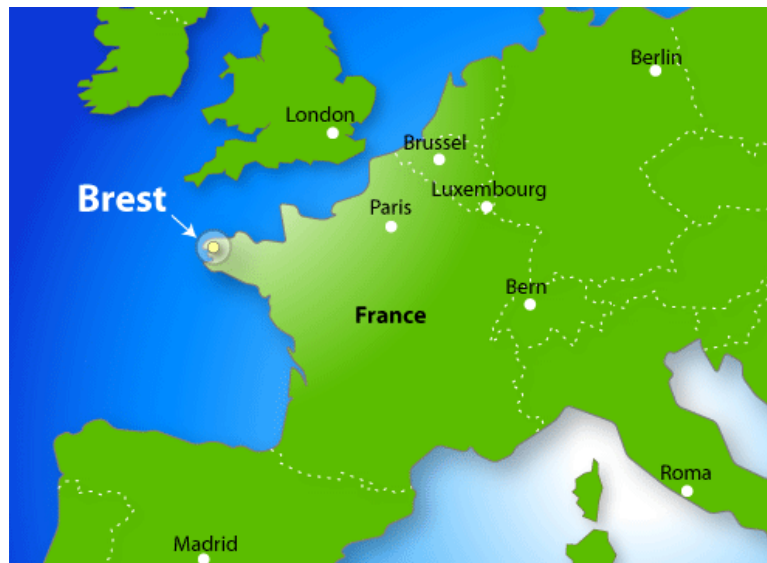 Berlin
London
Brussel
Brest
Luxembourg
Paris
Bern
France
Roma
Madrid